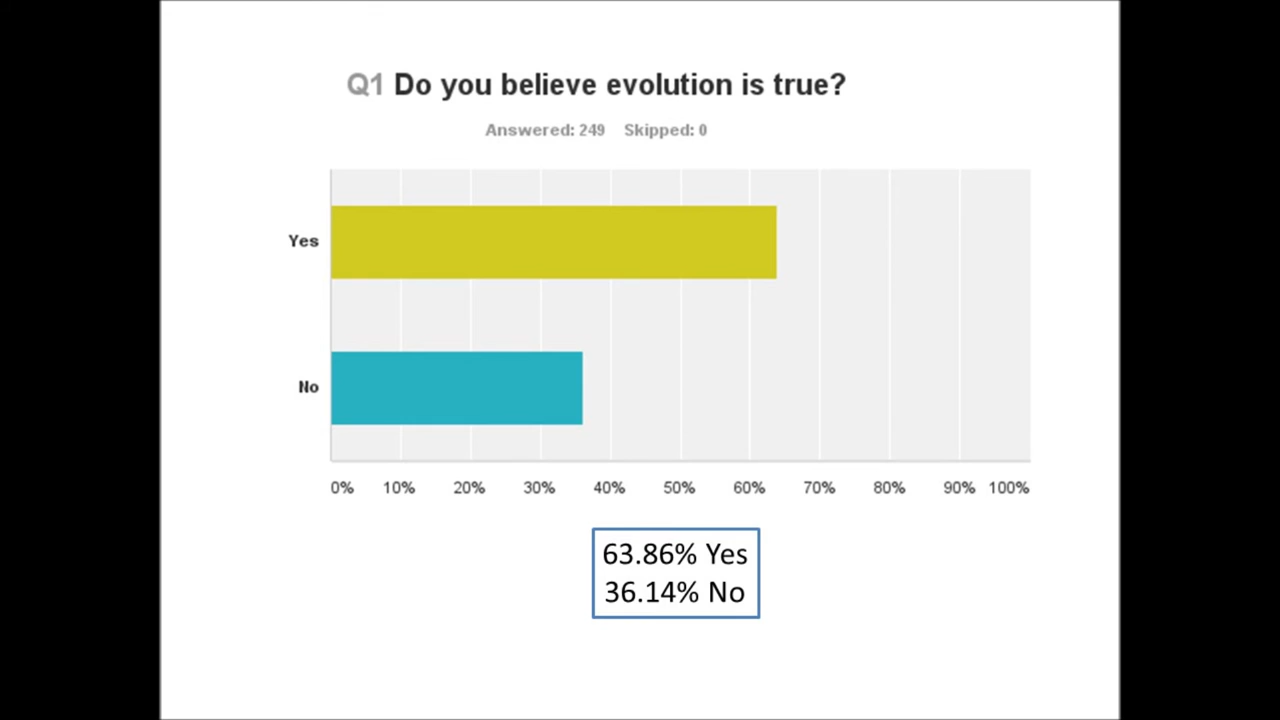 Q1 Do you believe evolution is true?
Answered: 249 Skipped: 0
Yes
No
0% 10% 20% 30% 40% 50% 60% 70% 80% 90% 100%
63.86% Yes
36.14% No